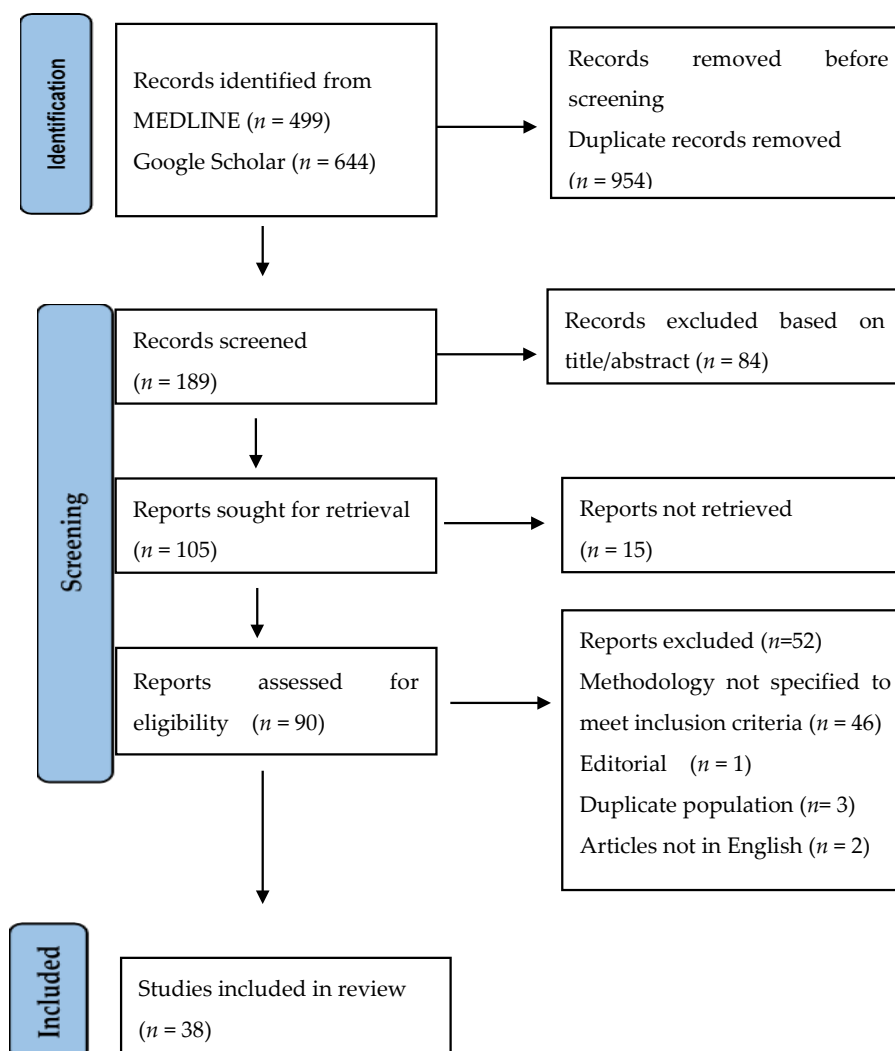 Identification
Records identified from
MEDLINE (n = 499)
Google Scholar (n = 644)
Records removed before
screening
Duplicate records removed
(n = 954)
Screening
Records screened
(n = 189)
Records excluded based on
title/abstract (n = 84)
Reports sought for retrieval
(n = 105)
Reports not retrieved
(n = 15)
Reports assessed for
eligibility (n = 90)
Reports excluded (n=52)
Methodology not specified to
meet inclusion criteria (n = 46)
Editorial (n = 1)
Duplicate population (n= 3)
Articles not in English (n = 2)
Included
Studies included in review
(n = 38)